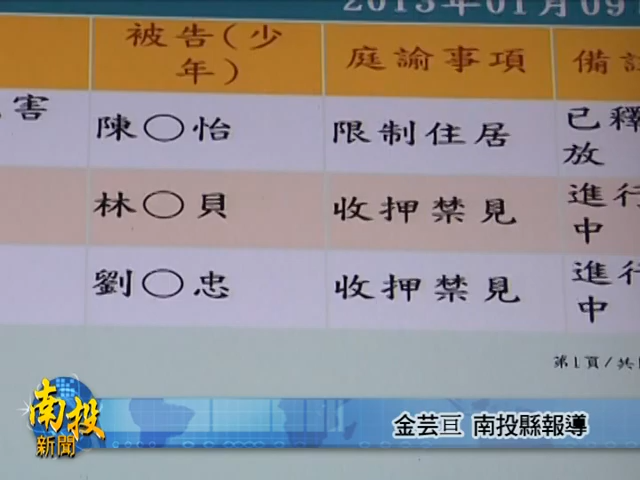 2013年01月09
被告(少年)
庭諭事項
害
陳○怡
限制住居
已釋放
林○貝
收押禁見
進行中
劉○忠
收押禁見
進行中
第1頁/共
南投新聞
金芸亘 南投縣報導